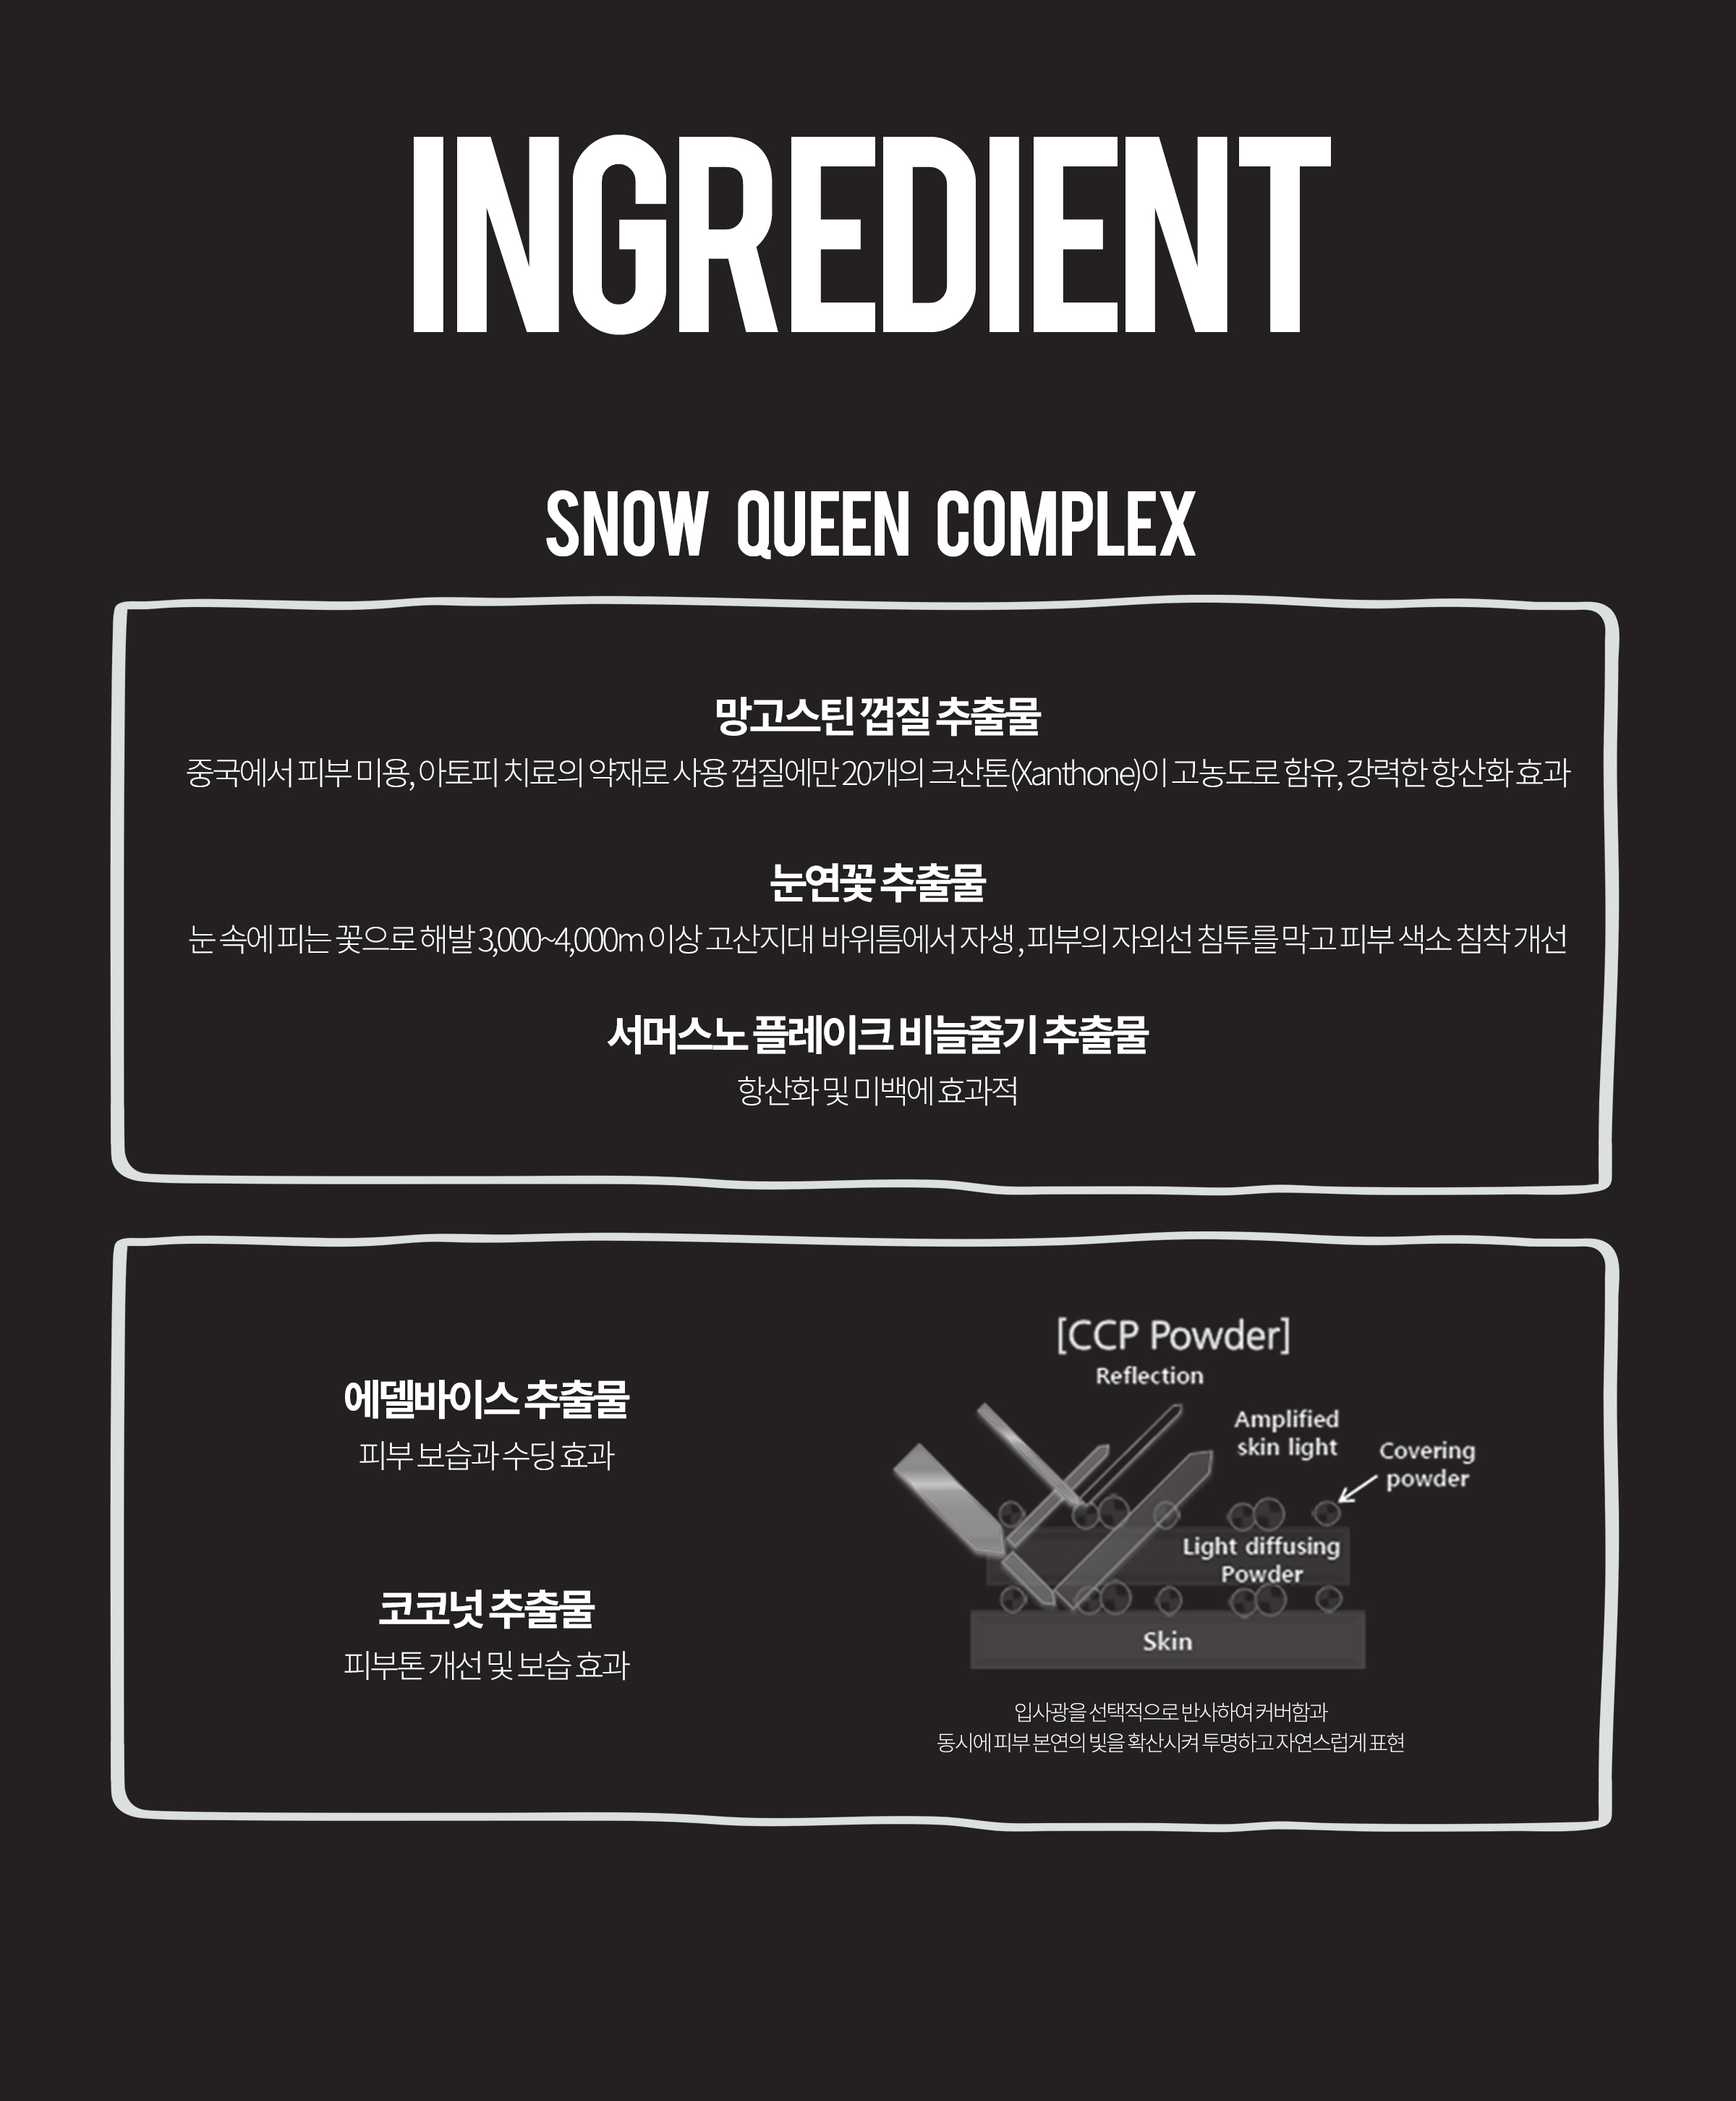 INGREDIENT
SNOW QUEEN COMPLEX
망고스틴 껍질 추출물
중국에서 피부 미용, 아토피 치료의 약재로 사용 껍질에만 20개의 크산톤(Xanthone)이 고농도로 함유, 강력한 항산화 효과
눈연꽃 추출물
눈 속에 피는 꽃으로 해발 3,000~4,000m 이상 고산지대 바위틈에서 자생, 피부의 자외선 침투를 막고 피부 색소 침착 개선
서머스노 플레이크 비늘줄기 추출물
항산화 및 미백에 효과적
에델바이스 추출물
피부 보습과 수딩 효과
코코넛 추출물
피부톤 개선 및 보습 효과
[CCP Powder]
Reflection
Amplified
skin light
Covering
powder
Light diffusing
Powder
Skin
입사광을 선택적으로 반사하여 커버함과
동시에 피부 본연의 빛을 확산시켜 투명하고 자연스럽게 표현